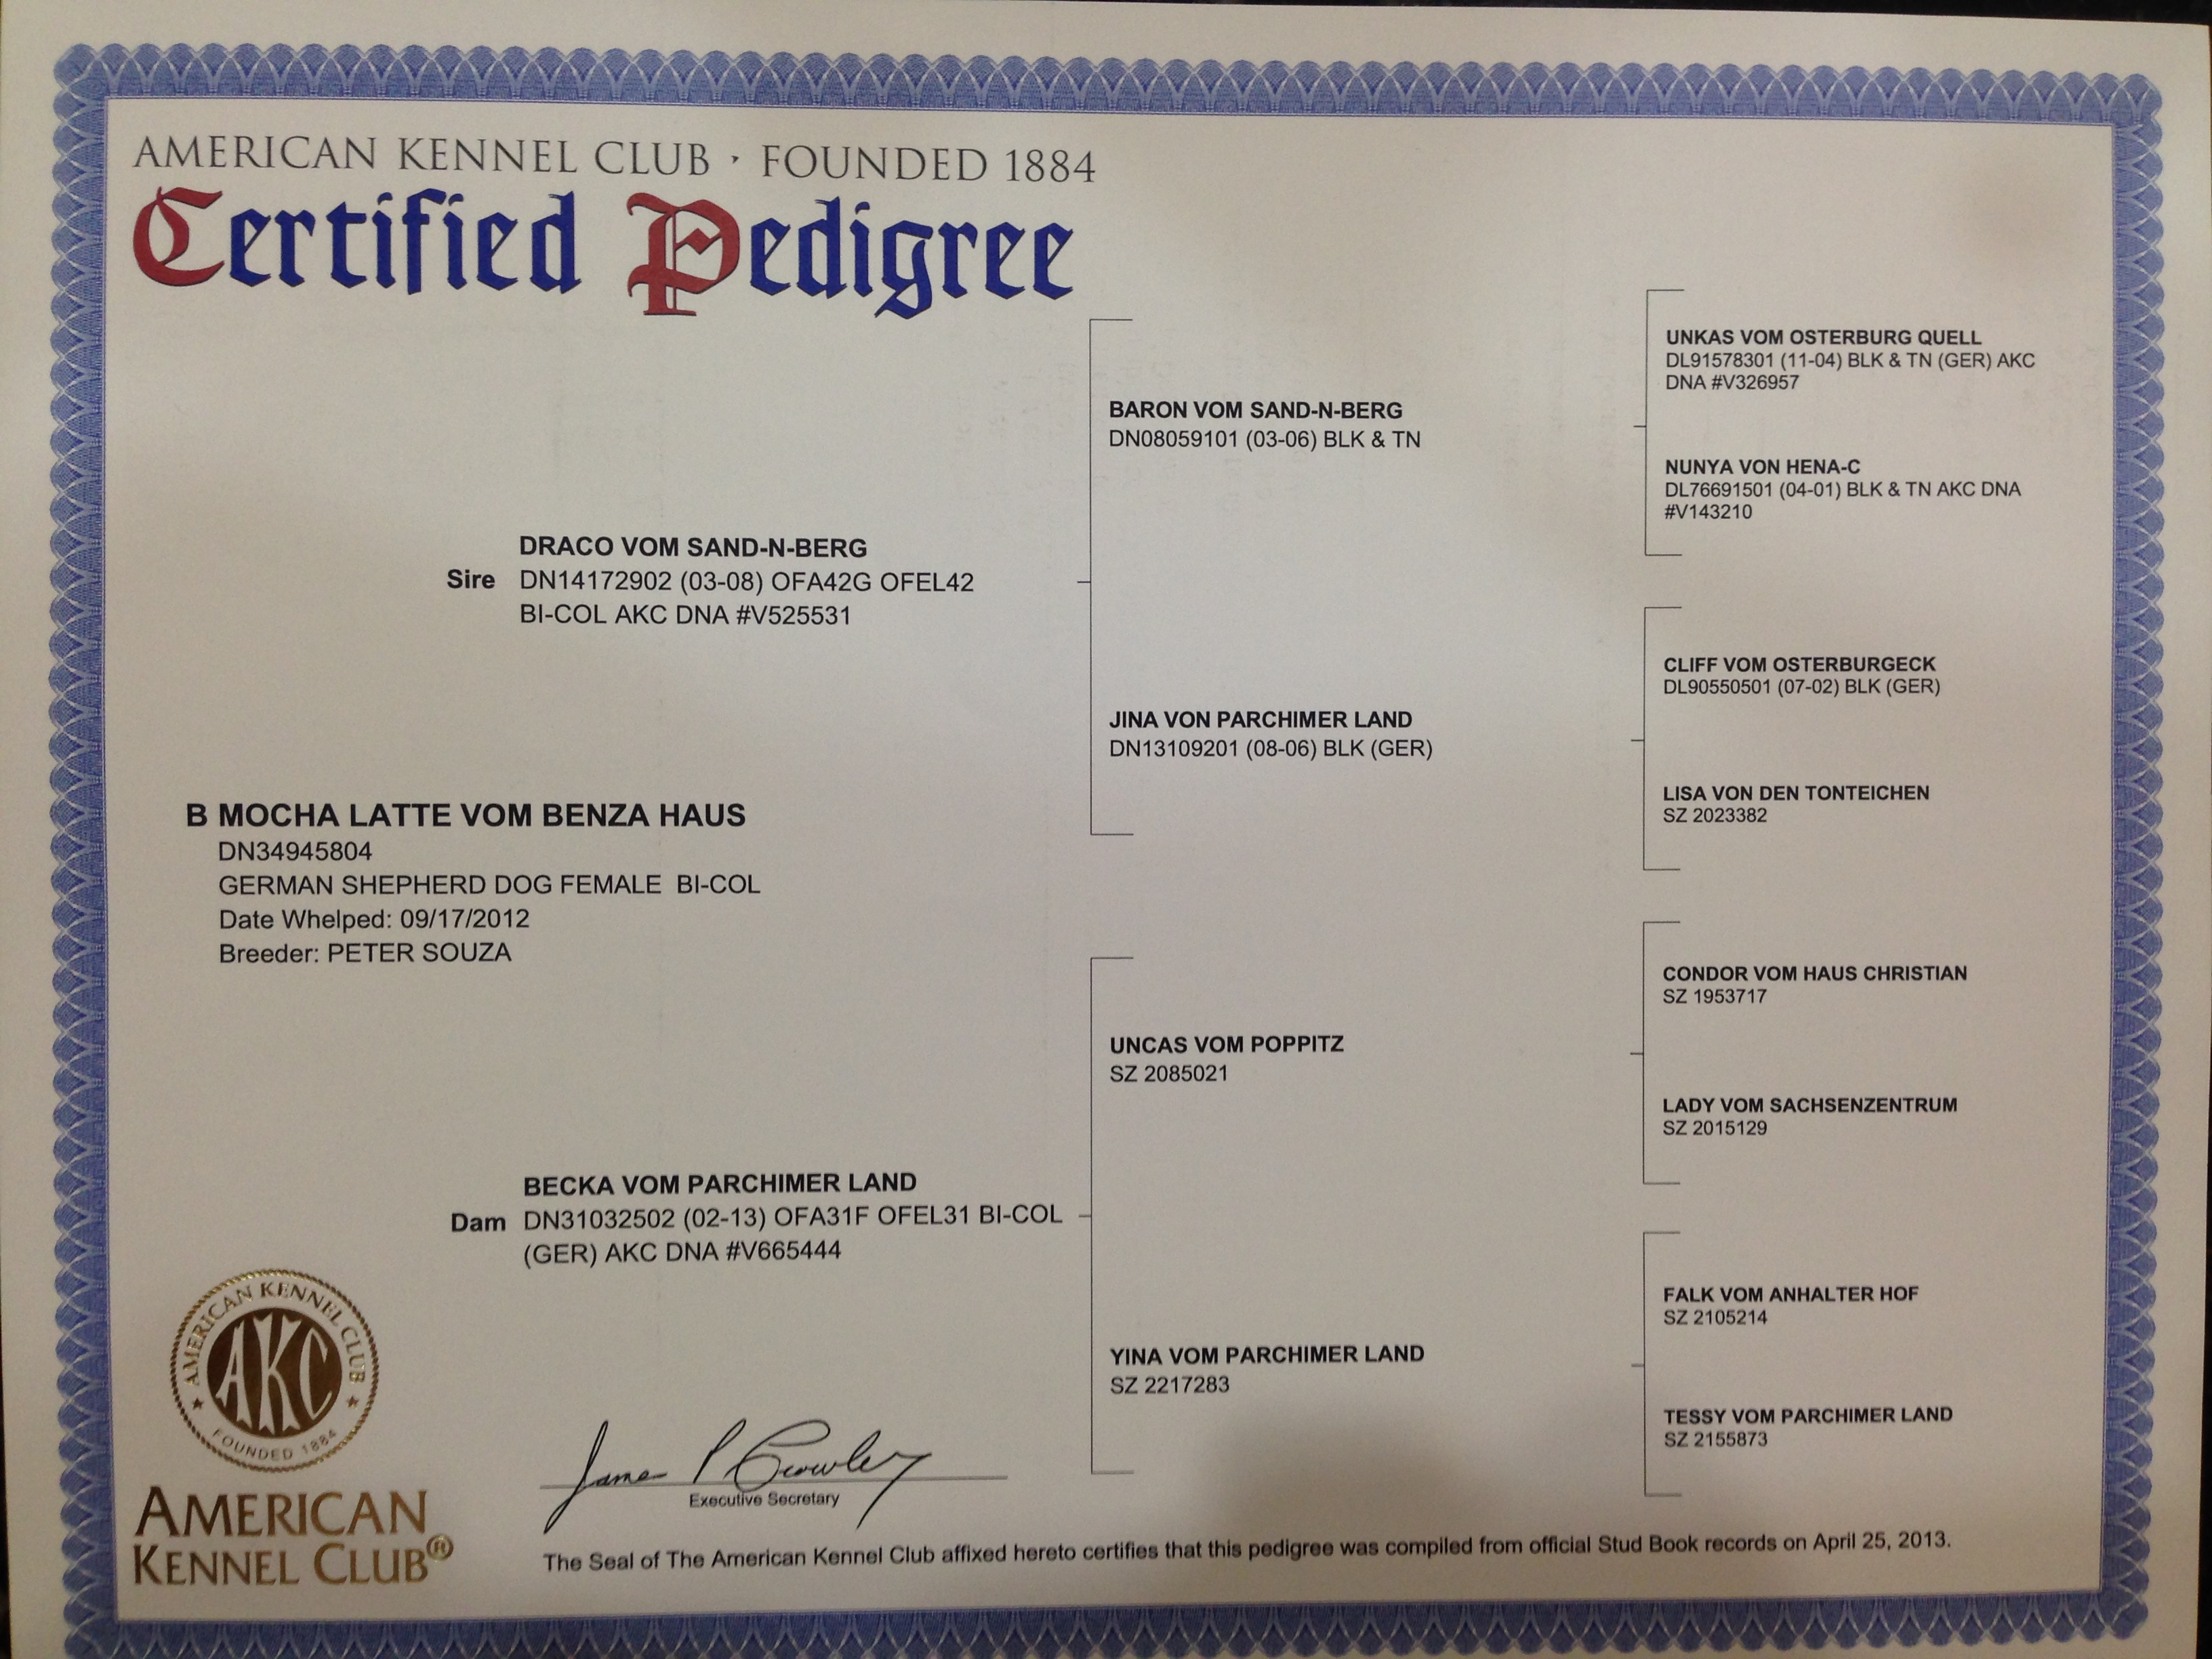 AMERICAN KENNEL CLUB · FOUNDED 1884
Certified Pedigree
UNKAS VOM OSTERBURG QUELL
DL91578301 (11-04) BLK & TN (GER) AKC
DNA #V326957
BARON VOM SAND-N-BERG
DN08059101 (03-06) BLK & TN
NUNYA VON HENA-C
DL76691501 (04-01) BLK & TN AKC DNA
#V143210
DRACO VOM SAND-N-BERG
Sire DN14172902 (03-08) OFA42G OFEL42
BI-COL AKC DNA #V525531
CLIFF VOM OSTERBURGECK
DL90550501 (07-02) BLK (GER)
JINA VON PARCHIMER LAND
DN13109201 (08-06) BLK (GER)
LISA VON DEN TONTEICHEN
SZ 2023382
B MOCHA LATTE VOM BENZA HAUS
DN34945804
GERMAN SHEPHERD DOG FEMALE BI-COL
Date Whelped: 09/17/2012
Breeder: PETER SOUZA
CONDOR VOM HAUS CHRISTIAN
SZ 1953717
UNCAS VOM POPPITZ
SZ 2085021
LADY VOM SACHSENZENTRUM
SZ 2015129
BECKA VOM PARCHIMER LAND
Dam DN31032502 (02-13) OFA31F OFEL31 BI-COL
(GER) AKC DNA #V665444
FALK VOM ANHALTER HOF
SZ 2105214
YINA VOM PARCHIMER LAND
SZ 2217283
TESSY VOM PARCHIMER LAND
SZ 2155873
AMERICAN KENNEL CLUB
AKC
FOUNDED 1884
AMERICAN
KENNEL CLUB®
James P Crowley
Executive Secretary
The Seal of The American Kennel Club affixed hereto certifies that this pedigree was compiled from official Stud Book records on April 25, 2013.